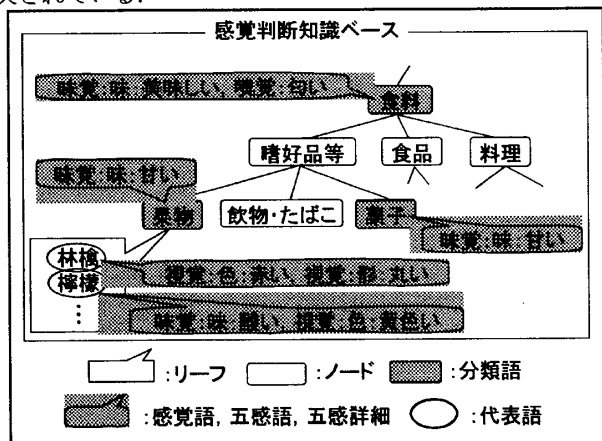 されている.
感覚判断知識ベース
味覚:味:美味しい, 嗅覚:匂い
食料
嗜好品等 食品 料理
味覚:味:甘い
果物 飲物・たばこ 菓子
味覚:味:甘い
林檎 視覚:色:赤い, 視覚:形:丸い
檸檬
味覚:味:酸い, 視覚:色:黄色い
⋮
:リーフ :ノード :分類語
:感覚語, 五感語, 五感詳細 :代表語